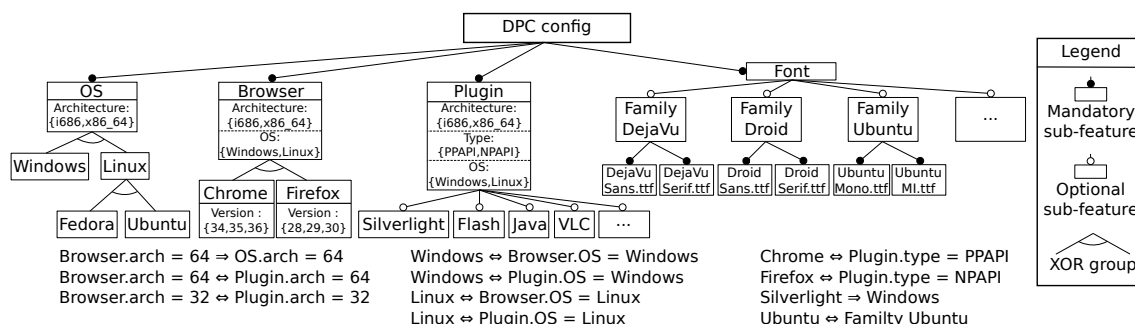 DPC config
OS
Architecture:
{i686,x86_64}
Windows
Linux
Fedora
Ubuntu
Browser
Architecture:
{i686,x86_64}
OS:
{Windows,Linux}
Chrome
Version :
{34,35,36}
Firefox
Version :
{28,29,30}
Plugin
Architecture:
{i686,x86_64}
Type:
{PPAPI,NPAPI}
OS:
{Windows,Linux}
Silverlight
Flash
Java
VLC
...
Font
Family
DejaVu
DejaVu
Sans.ttf
DejaVu
Serif.ttf
Family
Droid
Droid
Sans.ttf
Droid
Serif.ttf
Family
Ubuntu
Ubuntu
Mono.ttf
Ubuntu
MI.ttf
...
Legend
Mandatory
sub-feature
Optional
sub-feature
XOR group
Browser.arch = 64 ⇒ OS.arch = 64
Browser.arch = 64 ⇔ Plugin.arch = 64
Browser.arch = 32 ⇔ Plugin.arch = 32
Windows ⇔ Browser.OS = Windows
Windows ⇔ Plugin.OS = Windows
Linux ⇔ Browser.OS = Linux
Linux ⇔ Plugin.OS = Linux
Chrome ⇔ Plugin.type = PPAPI
Firefox ⇔ Plugin.type = NPAPI
Silverlight ⇒ Windows
Ubuntu ⇔ Familty Ubuntu